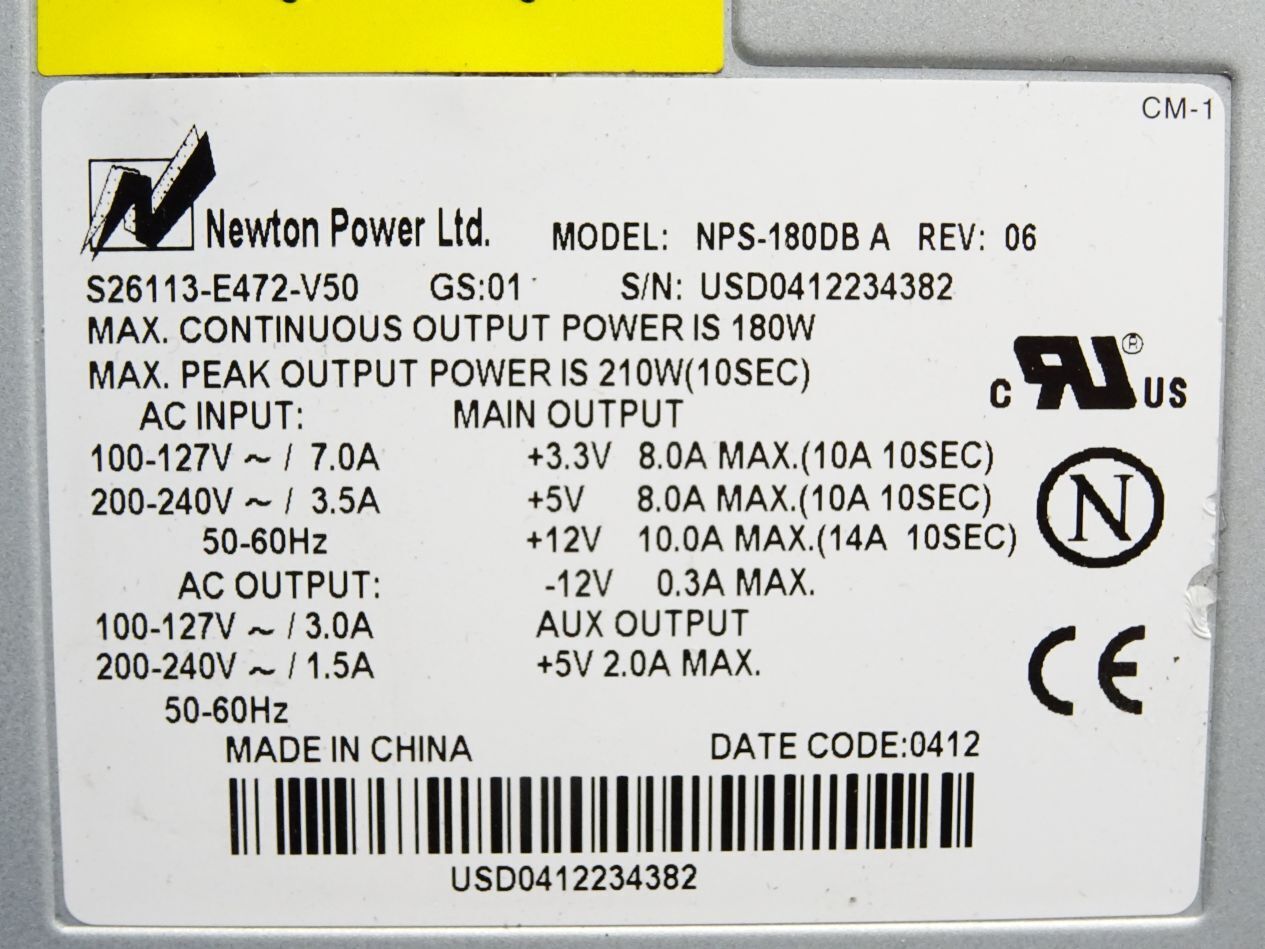 CM-1
Newton Power Ltd. MODEL: NPS-180DB A REV: 06
S26113-E472-V50 GS:01 S/N: USD0412234382
MAX. CONTINUOUS OUTPUT POWER IS 180W
MAX. PEAK OUTPUT POWER IS 210W(10SEC)
c RU ® US
AC INPUT: MAIN OUTPUT
100-127V ~ / 7.0A +3.3V 8.0A MAX.(10A 10SEC)
200-240V ~ / 3.5A +5V 8.0A MAX.(10A 10SEC)
N
50-60Hz +12V 10.0A MAX.(14A 10SEC)
AC OUTPUT: -12V 0.3A MAX.
100-127V ~ / 3.0A AUX OUTPUT
200-240V ~ / 1.5A +5V 2.0A MAX.
CE
50-60Hz
MADE IN CHINA DATE CODE:0412
USD0412234382